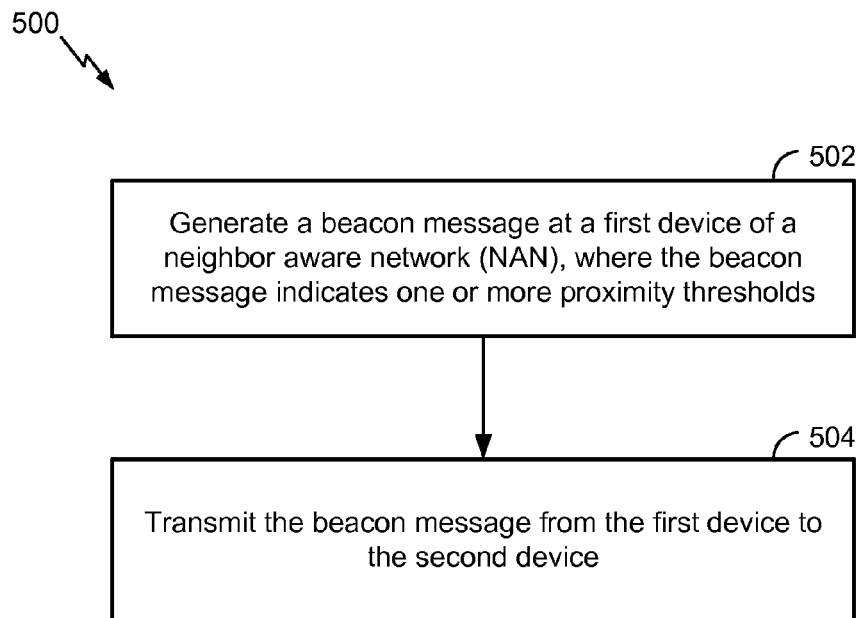 500
502
Generate a beacon message at a first device of a
neighbor aware network (NAN), where the beacon
message indicates one or more proximity thresholds
504
Transmit the beacon message from the first device to
the second device